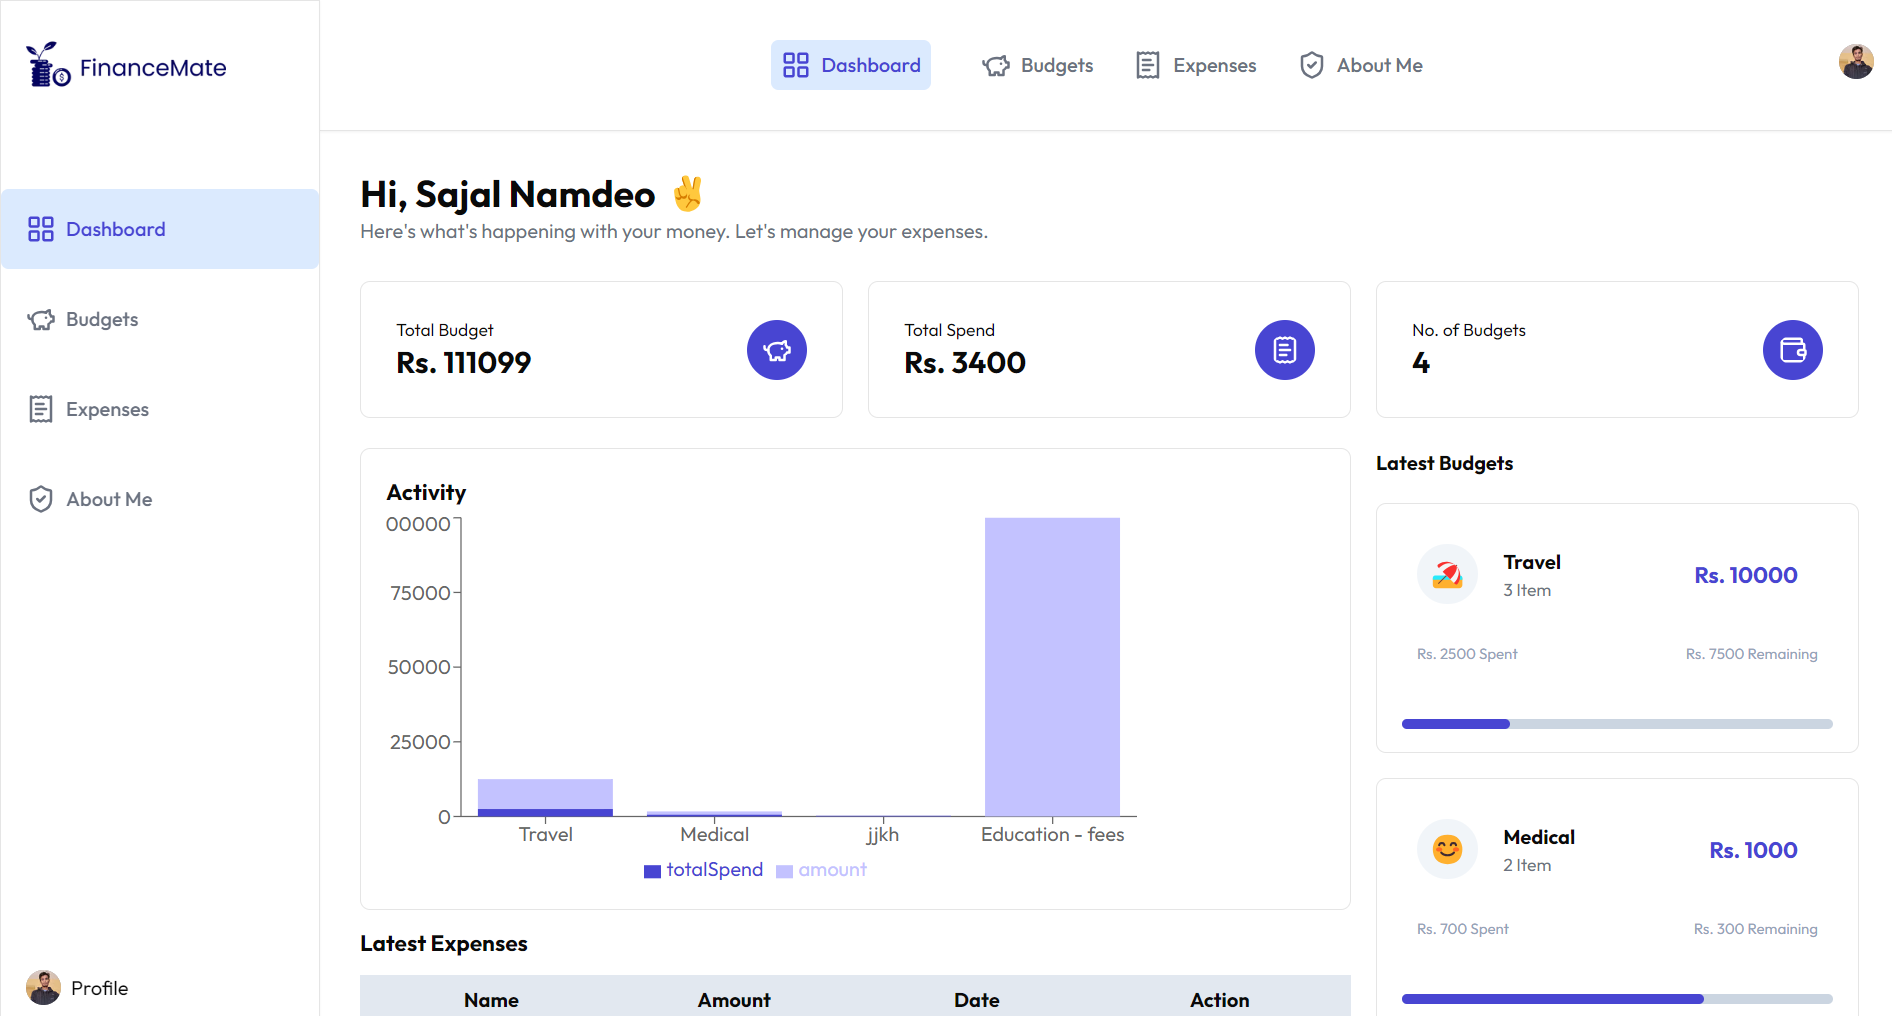 FinanceMate
Dashboard
Budgets
Expenses
About Me
Profile
Dashboard
Budgets
Expenses
About Me
Hi, Sajal Namdeo ✌️
Here's what's happening with your money. Let's manage your expenses.
Total Budget
Rs. 111099
Total Spend
Rs. 3400
No. of Budgets
4
Activity
00000
75000
50000
25000
0
Travel
Medical
jjkh
Education - fees
totalSpend
amount
Latest Expenses
Name Amount Date Action
Latest Budgets
Travel
3 Item
Rs. 10000
Rs. 2500 Spent
Rs. 7500 Remaining
Medical
2 Item
Rs. 1000
Rs. 700 Spent
Rs. 300 Remaining